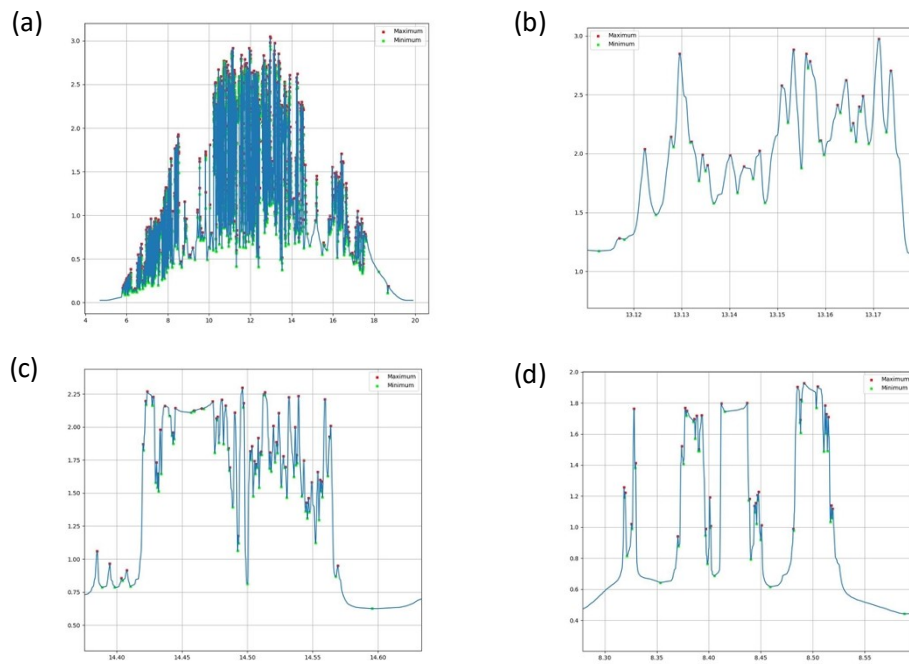 (a)
3.0
2.5
2.0
1.5
1.0
0.5
0.0
4 6 8 10 12 14 16 18 20
Maximum
Minimum
(b)
3.0
2.5
2.0
1.5
1.0
13.12 13.13 13.14 13.15 13.16 13.17
Maximum
Minimum
(c)
2.25
2.00
1.75
1.50
1.25
1.00
0.75
0.50
14.40 14.45 14.50 14.55 14.60
Maximum
Minimum
(d)
2.0
1.8
1.6
1.4
1.2
1.0
0.8
0.6
0.4
8.30 8.35 8.40 8.45 8.50 8.55
Maximum
Minimum